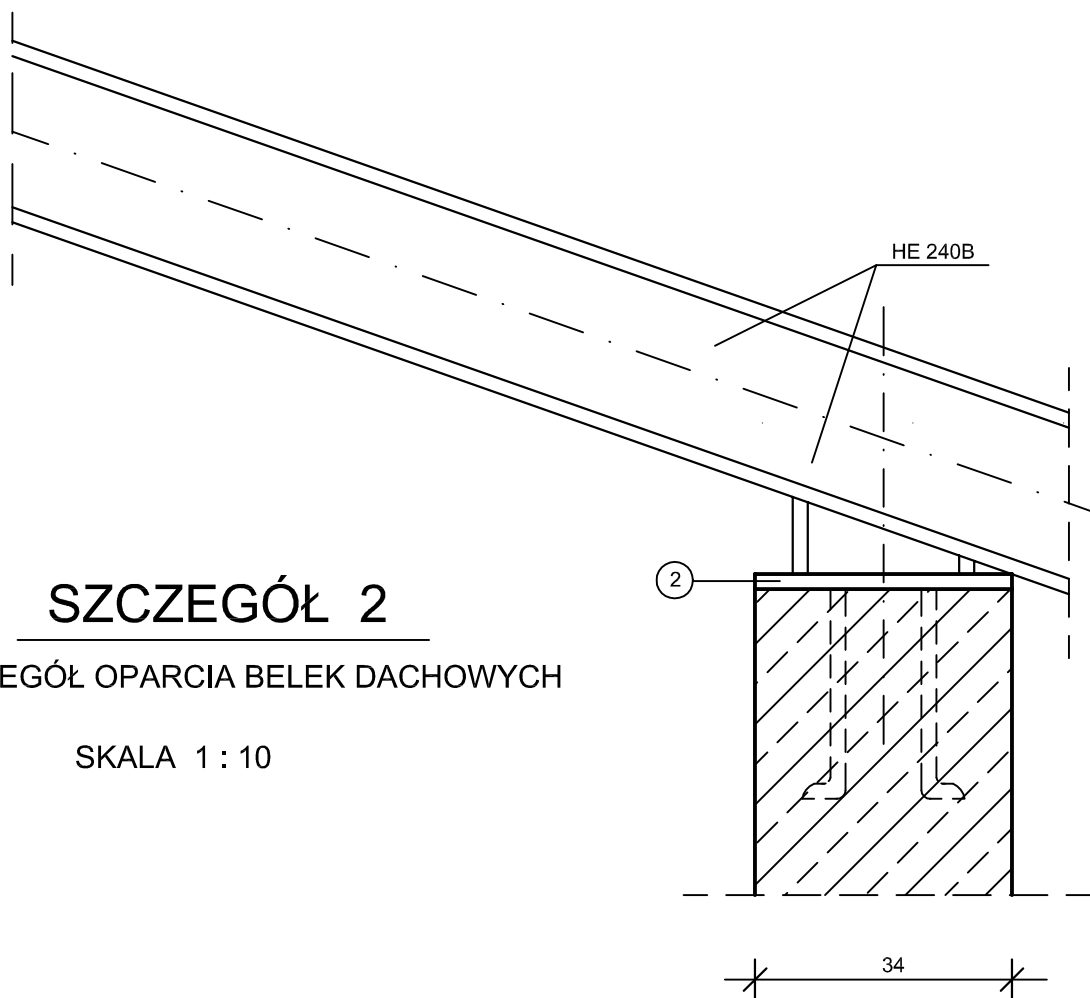 HE 240B
2
SZCZEGÓŁ 2
EGÓŁ OPARCIA BELEK DACHOWYCH
SKALA 1 : 10
34